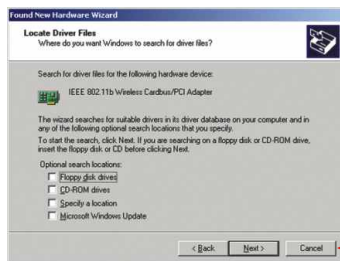 Found New Hardware Wizard
Locate Driver Files
Where do you want Windows to search for driver files?
Search for driver files for the following hardware device:
IEEE 802.11b Wireless Cardbus/PCI Adapter
The wizard searches for suitable drivers in its driver database on your computer and in
any of the following optional search locations that you specify.
To start the search, click Next. If you are searching on a floppy disk or CD-ROM drive,
insert the floppy disk or CD before clicking Next.
Optional search locations:
Floppy disk drives
CD-ROM drives
Specify a location
Microsoft Windows Update
< Back Next > Cancel